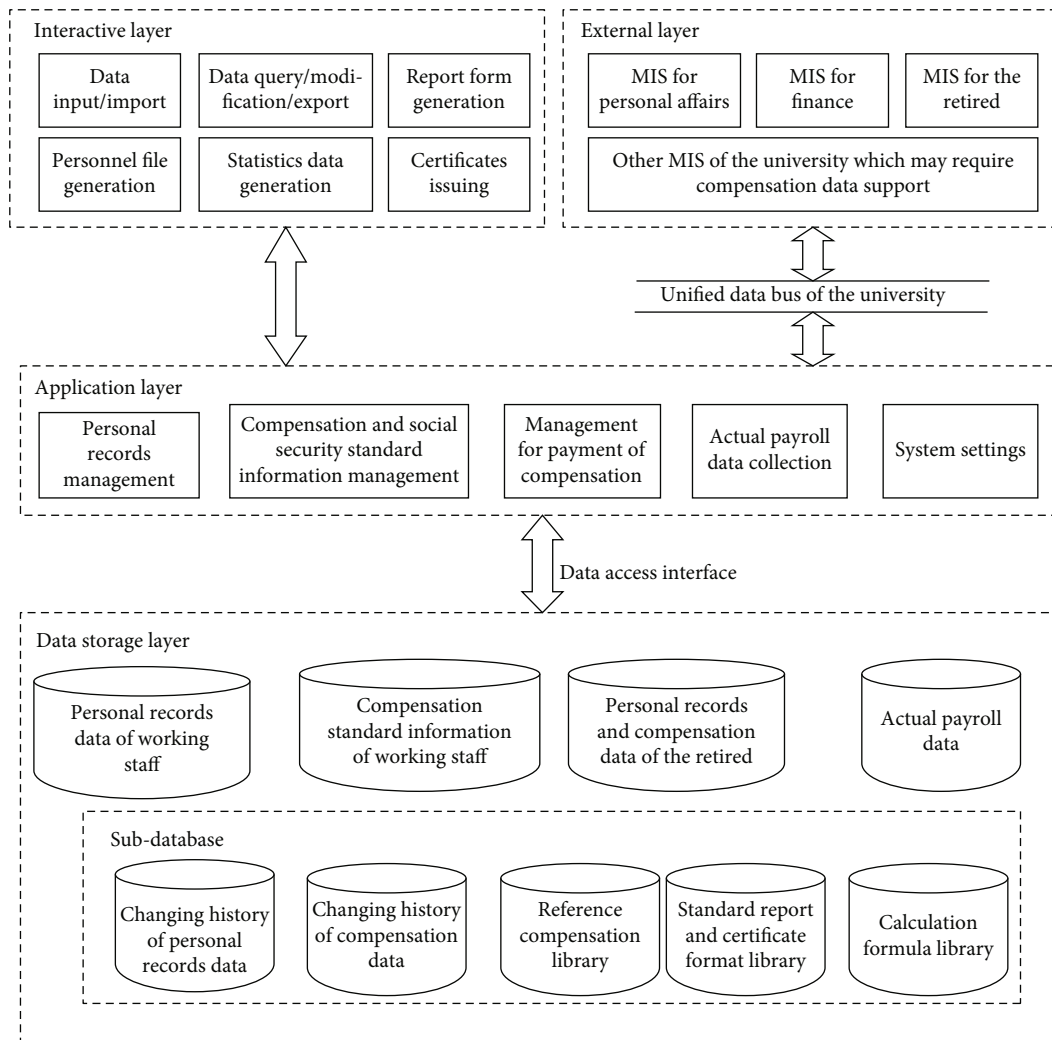 Interactive layer
Data
input/import
Data query/modi-
fication/export
Report form
generation
Personnel file
generation
Statistics data
generation
Certificates
issuing
External layer
MIS for
personal affairs
MIS for
finance
MIS for the
retired
Other MIS of the university which may require
compensation data support
Unified data bus of the university
Application layer
Personal
records
management
Compensation and social
security standard
information management
Management
for payment of
compensation
Actual payroll
data collection
System settings
Data access interface
Data storage layer
Personal records
data of working
staff
Compensation
standard information
of working staff
Personal records
and compensation
data of the retired
Actual payroll
data
Sub-database
Changing history
of personal
records data
Changing history
of compensation
data
Reference
compensation
library
Standard report
and certificate
format library
Calculation
formula library